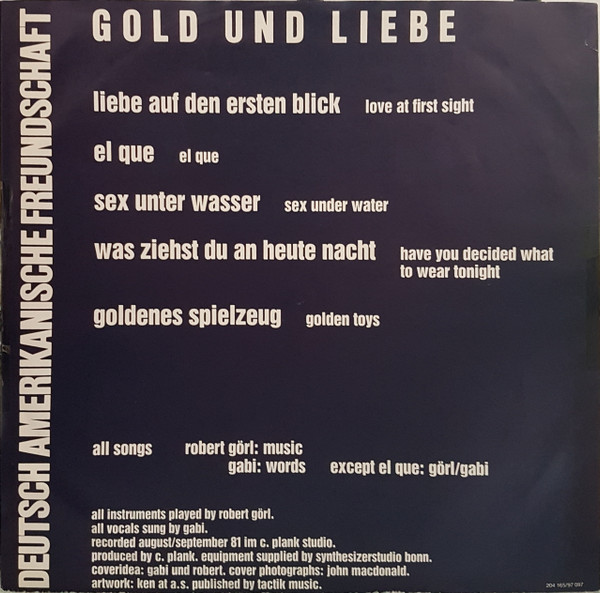 GOLD UND LIEBE
DEUTSCH AMERIKANISCHE FREUNDSCHAFT
liebe auf den ersten blick love at first sight
el que el que
sex unter wasser sex under water
was ziehst du an heute nacht have you decided what
to wear tonight
goldenes spielzeug golden toys
all songs robert görl: music
gabi: words except el que: görl/gabi
all instruments played by robert görl.
all vocals sung by gabi.
recorded august/september 81 im c. plank studio.
produced by c. plank. equipment supplied by synthesizerstudio bonn.
coveridea: gabi und robert. cover photographs: john macdonald.
artwork: ken at a.s. published by tactik music.
204 165/97 097